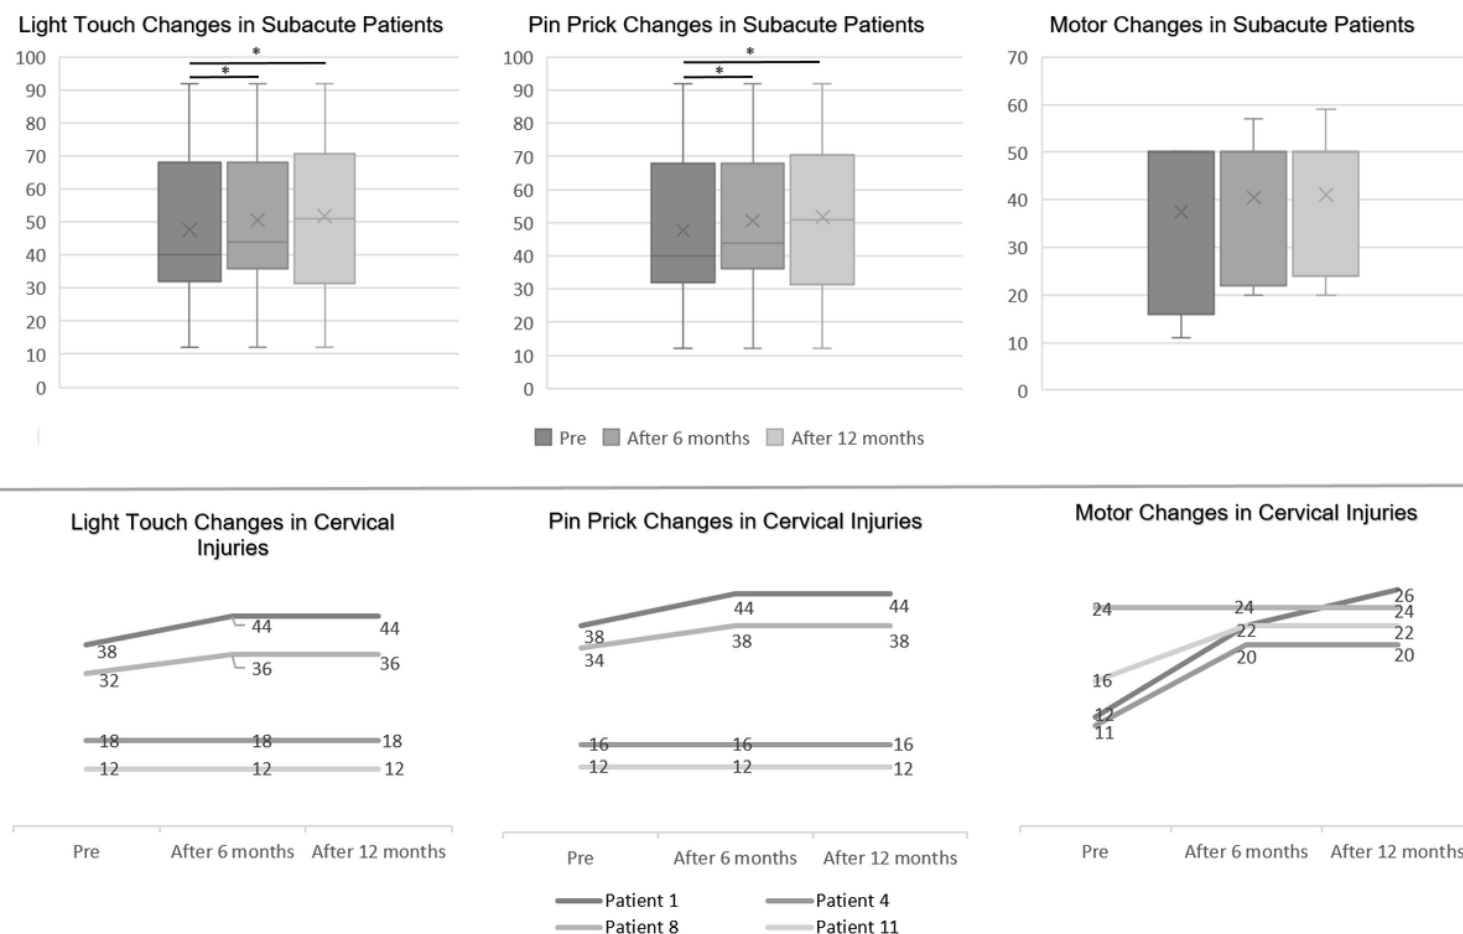 Light Touch Changes in Subacute Patients
100
90
80
70
60
50
40
30
20
10
0
*
*
Pin Prick Changes in Subacute Patients
100
90
80
70
60
50
40
30
20
10
0
*
*
Motor Changes in Subacute Patients
70
60
50
40
30
20
10
0
Pre After 6 months After 12 months
Light Touch Changes in Cervical
Injuries
38 44 44
32 36 36
18 18 18
12 12 12
Pre After 6 months After 12 months
Pin Prick Changes in Cervical Injuries
38 44 44
34 38 38
16 16 16
12 12 12
Pre After 6 months After 12 months
Motor Changes in Cervical Injuries
26
24 24 24
16 22 22
12 20 20
11
Pre After 6 months After 12 months
Patient 1 Patient 4
Patient 8 Patient 11